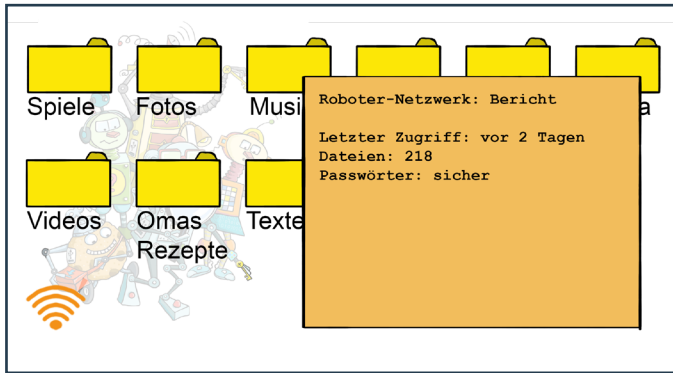 Spiele
Fotos
Musi
a
Roboter-Netzwerk: Bericht
Letzter Zugriff: vor 2 Tagen
Dateien: 218
Passwörter: sicher
Videos
Omas
Rezepte
Texte